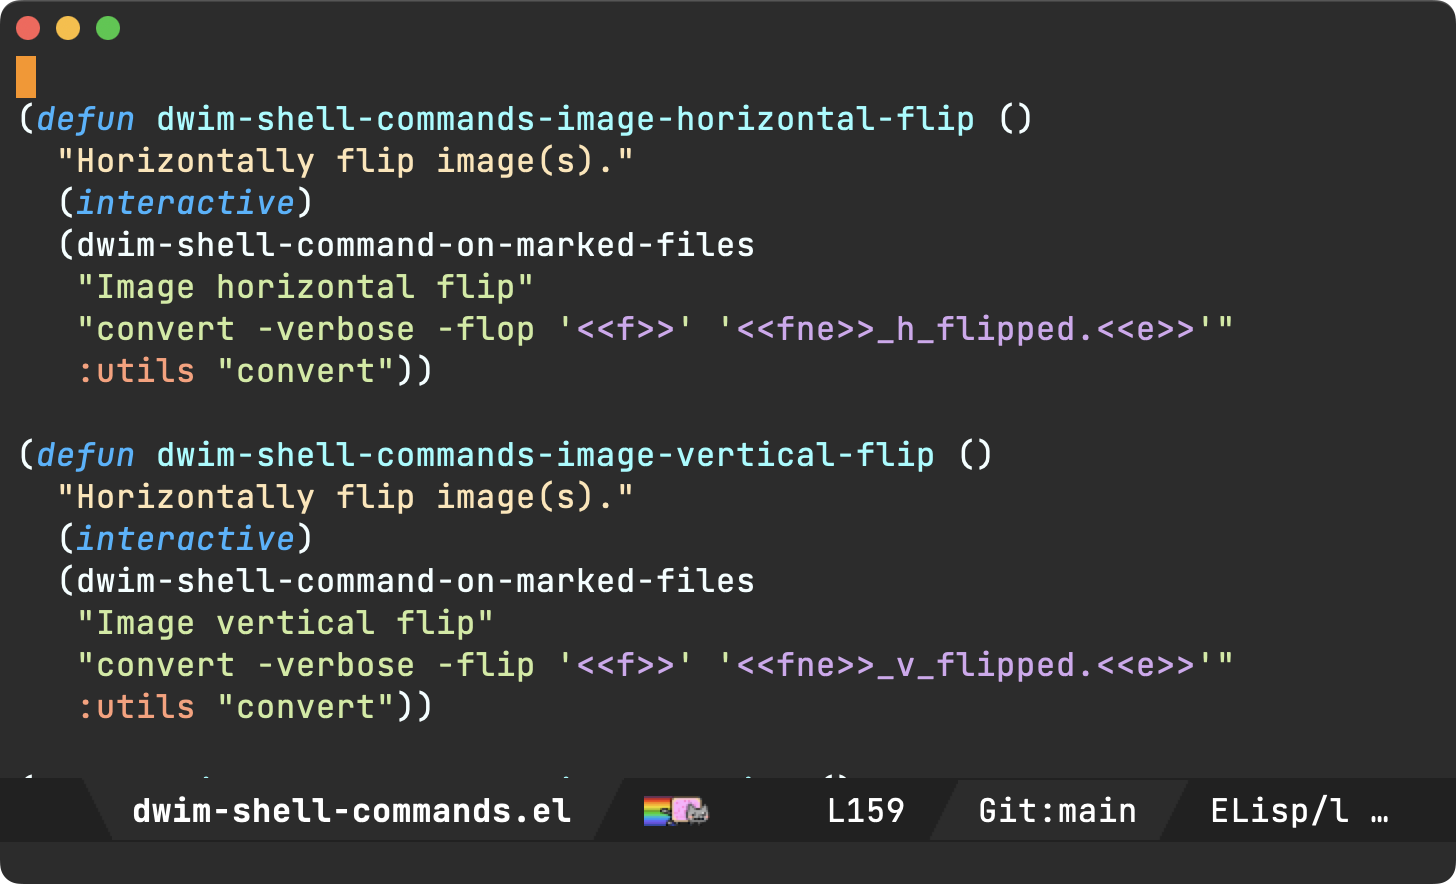 (defun dwim-shell-commands-image-horizontal-flip ()
  "Horizontally flip image(s)."
  (interactive)
  (dwim-shell-command-on-marked-files
   "Image horizontal flip"
   "convert -verbose -flop '<<f>>' '<<fne>>_h_flipped.<<e>>'"
   :utils "convert"))
(defun dwim-shell-commands-image-vertical-flip ()
  "Horizontally flip image(s)."
  (interactive)
  (dwim-shell-command-on-marked-files
   "Image vertical flip"
   "convert -verbose -flip '<<f>>' '<<fne>>_v_flipped.<<e>>'"
   :utils "convert"))
dwim-shell-commands.el L159 Git:main ELisp/l …